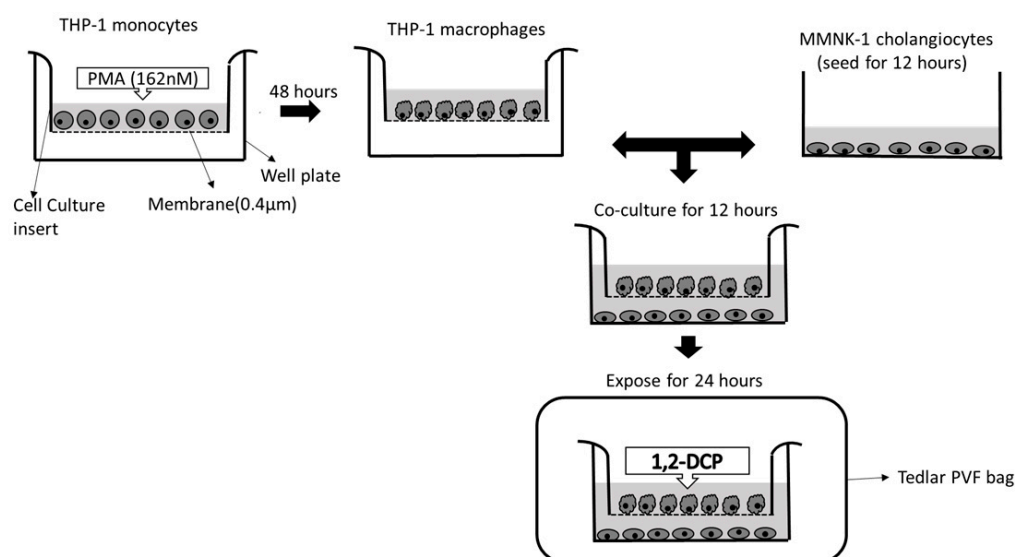 THP-1 monocytes
PMA (162nM)
48 hours
THP-1 macrophages
MMNK-1 cholangiocytes
(seed for 12 hours)
Cell Culture
insert
Membrane(0.4μm)
Well plate
Co-culture for 12 hours
Expose for 24 hours
1,2-DCP
Tedlar PVF bag